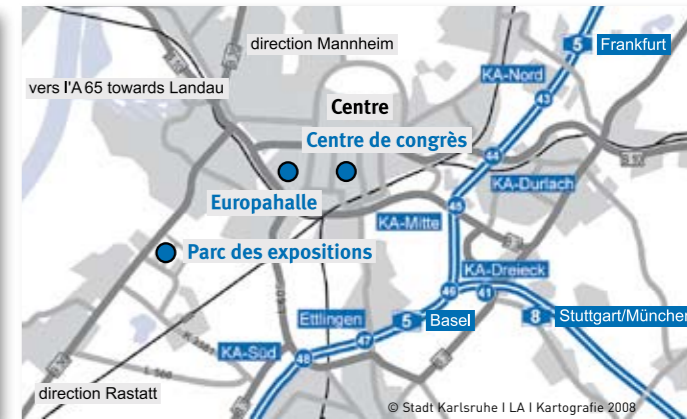 direction Mannheim
5 Frankfurt
KA-Nord
vers l'A 65 towards Landau
43
Centre
Centre de congrès
44
KA-Durlach
Europahalle
45
KA-Mitte
Parc des expositions
KA-Dreieck
46 41
Ettlingen
5 Basel
8 Stuttgart/München
47
KA-Süd
48
L 566
direction Rastatt
© Stadt Karlsruhe I LA I Kartografie 2008